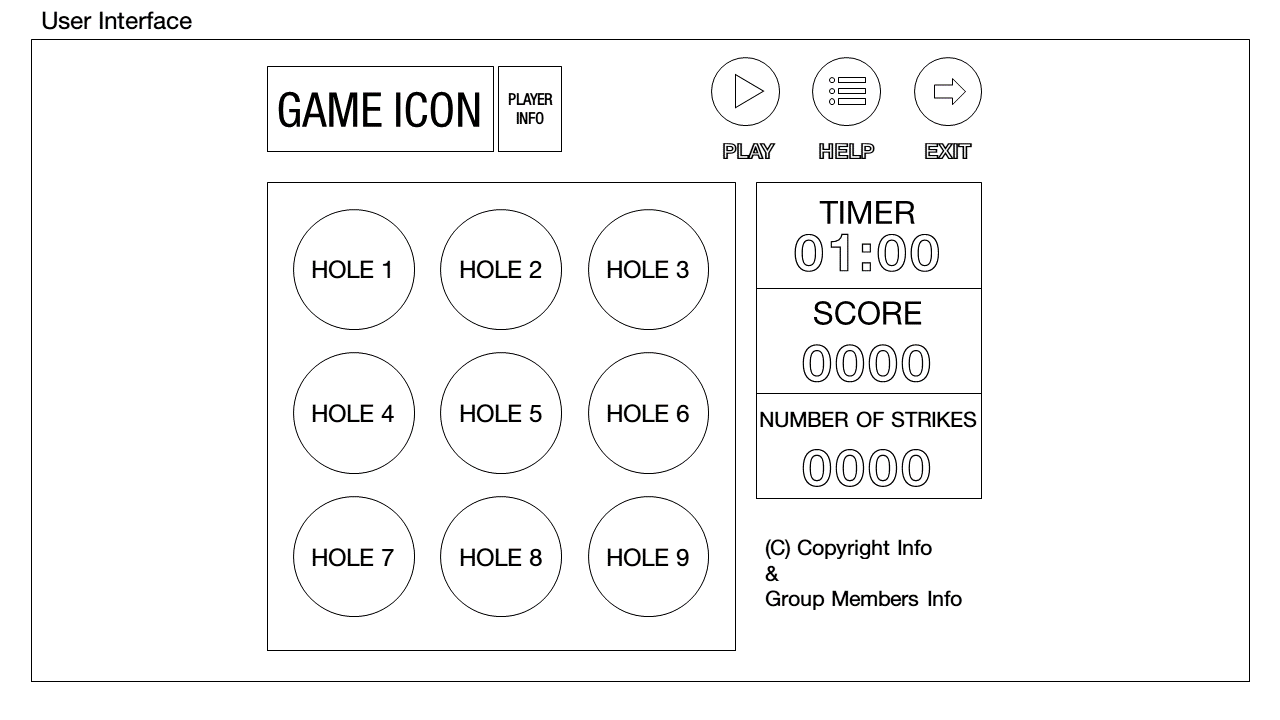 User Interface
GAME ICON
PLAYER
INFO
PLAY
HELP
EXIT
HOLE 1
HOLE 2
HOLE 3
HOLE 4
HOLE 5
HOLE 6
HOLE 7
HOLE 8
HOLE 9
TIMER
01:00
SCORE
0000
NUMBER OF STRIKES
0000
(C) Copyright Info
&
Group Members Info